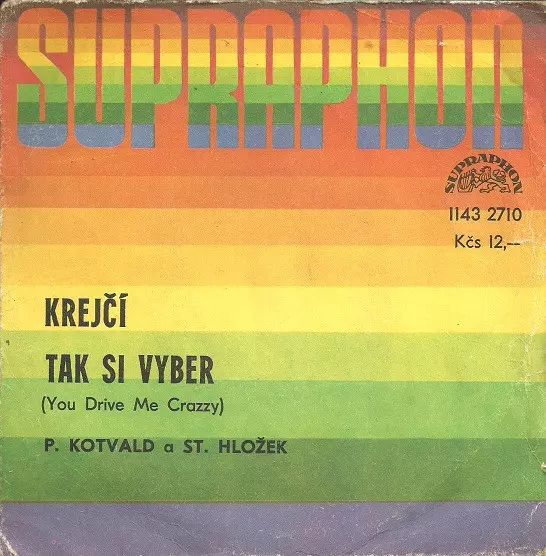 SUPRAPHON
SUPRAPHON
1143 2710
Kčs 12,—
KREJČÍ
TAK SI VYBER
(You Drive Me Crazzy)
P. KOTVALD a ST. HLOŽEK